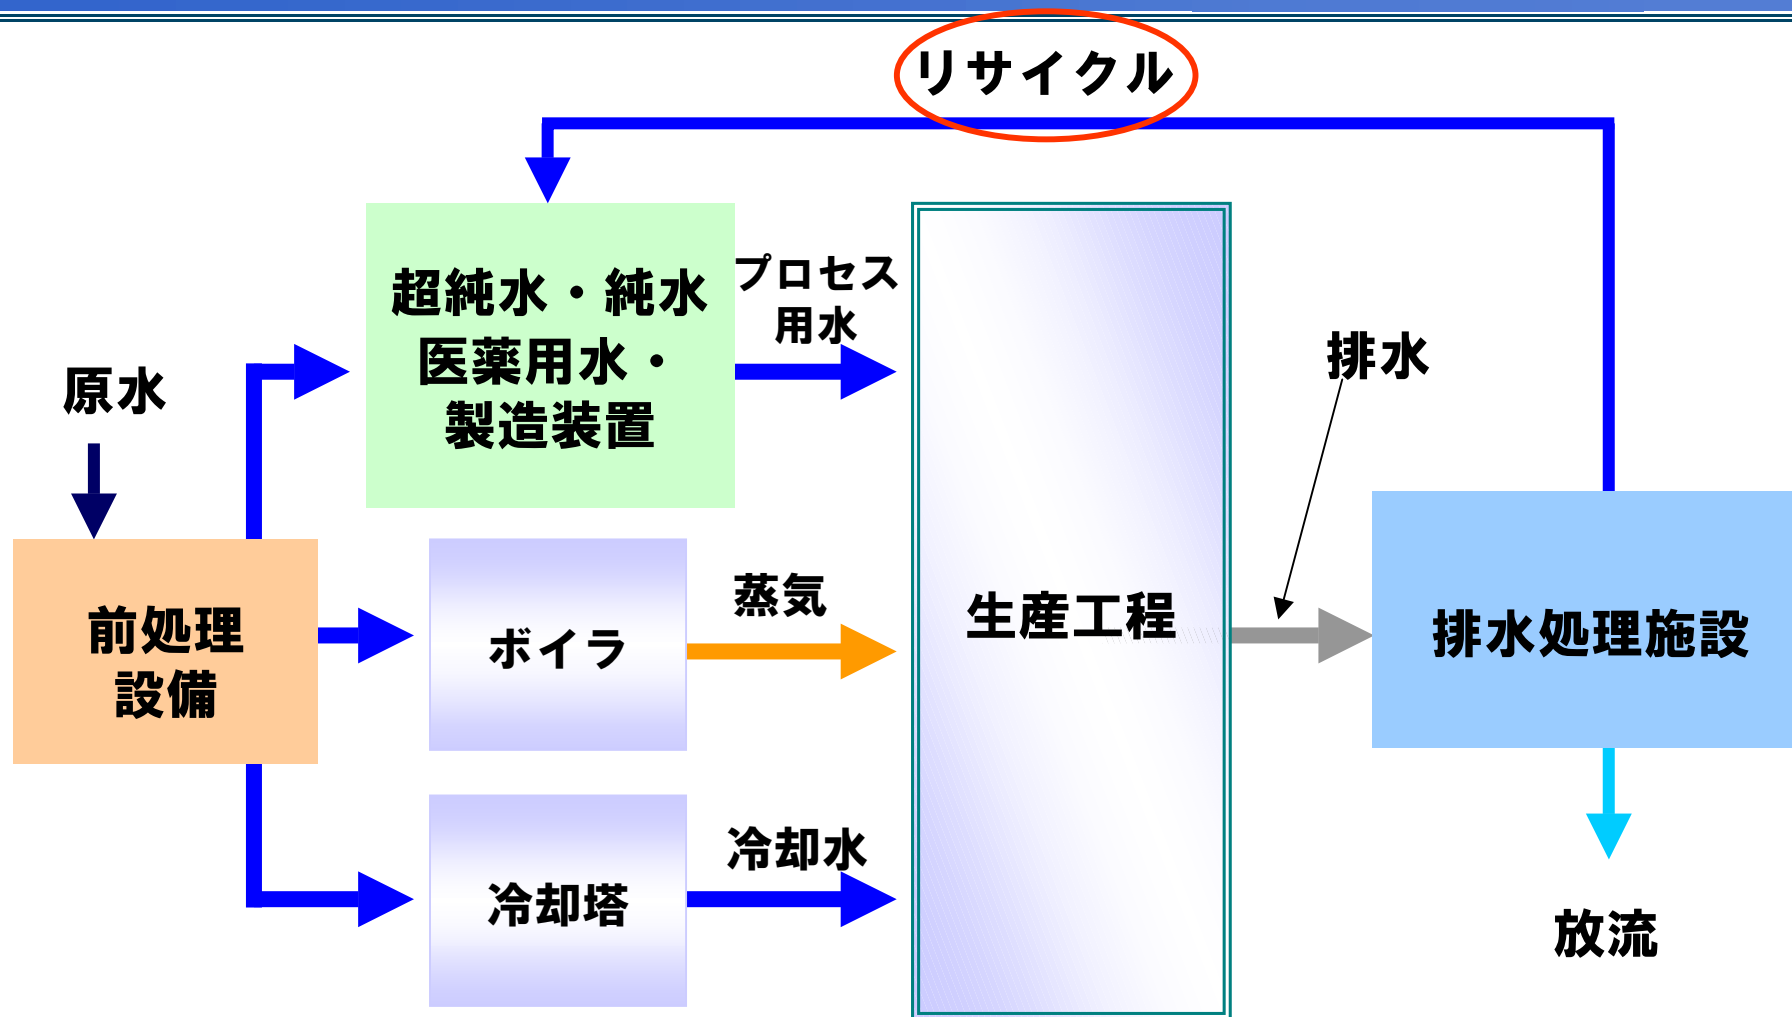 リサイクル
超純水・純水
医薬用水・
製造装置
プロセス
用水
原水
排水
前処理
設備
ボイラ
蒸気
生産工程
排水処理施設
冷却塔
冷却水
放流